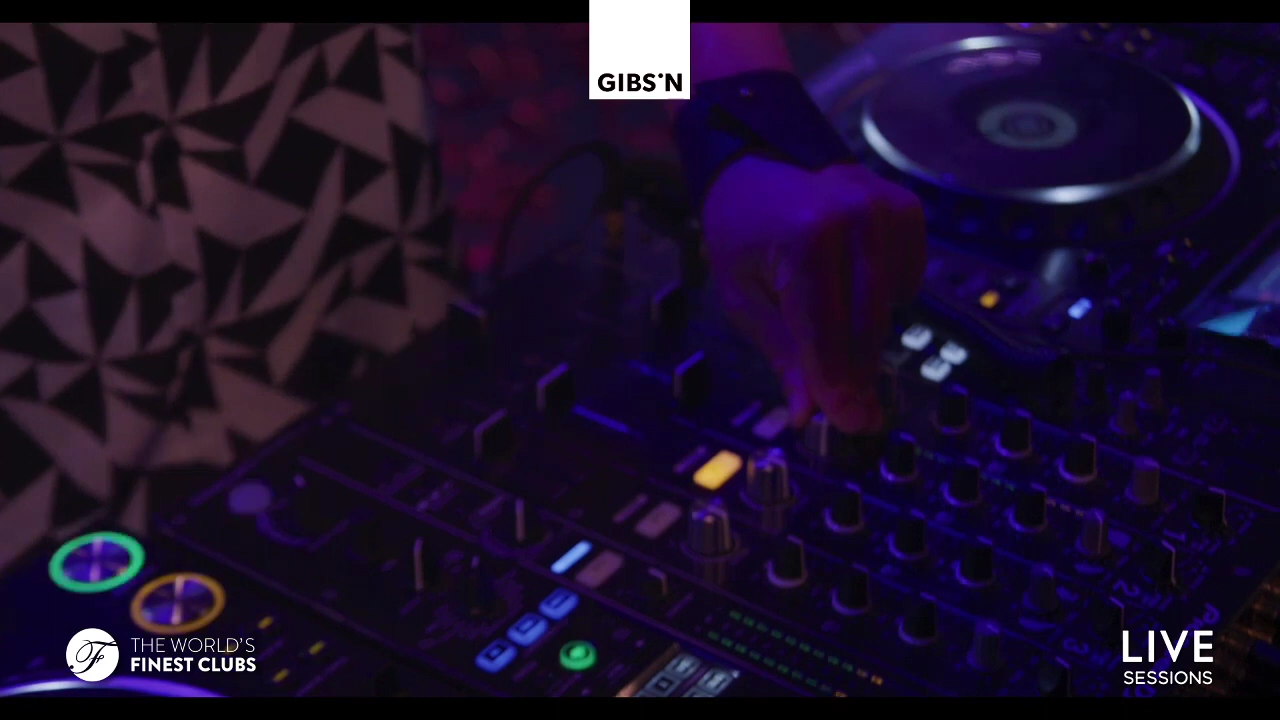 GIBS'N
THE WORLD'S
FINEST CLUBS
LIVE
SESSIONS